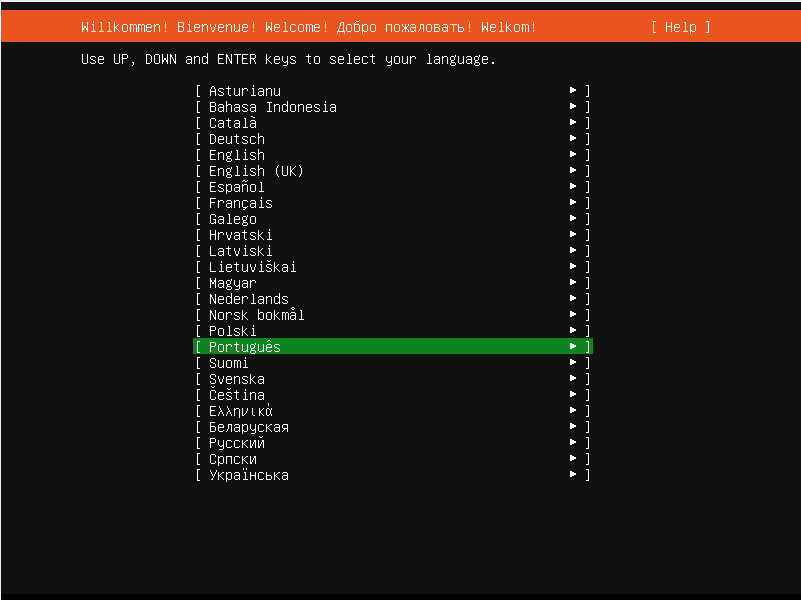 Willkommen! Bienvenue! Welcome! Добро пожаловать! Welkom! [ Help ]
Use UP, DOWN and ENTER keys to select your language.
[ Asturianu ► ]
[ Bahasa Indonesia ► ]
[ Català ► ]
[ Deutsch ► ]
[ English ► ]
[ English (UK) ► ]
[ Español ► ]
[ Français ► ]
[ Galego ► ]
[ Hrvatski ► ]
[ Latviski ► ]
[ Lietuviškai ► ]
[ Magyar ► ]
[ Nederlands ► ]
[ Norsk bokmål ► ]
[ Polski ► ]
[ Português ► ]
[ Suomi ► ]
[ Svenska ► ]
[ Čeština ► ]
[ Ελληνικά ► ]
[ Беларуская ► ]
[ Русский ► ]
[ Српски ► ]
[ Українська ► ]